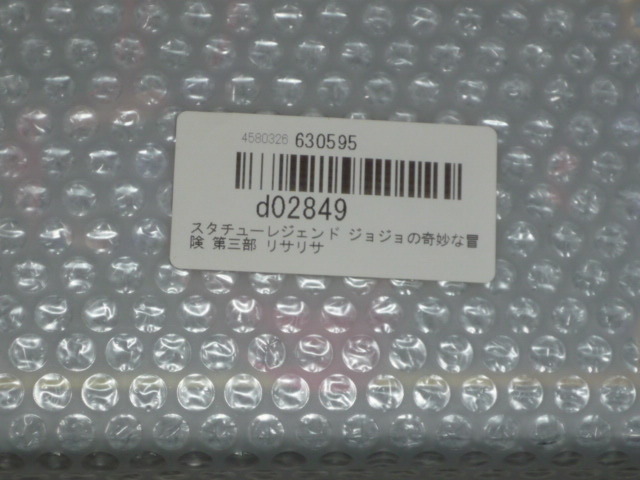 4580326 630595
d02849
スタチューレジェンド ジョジョの奇妙な冒
険 第三部 リサリサ